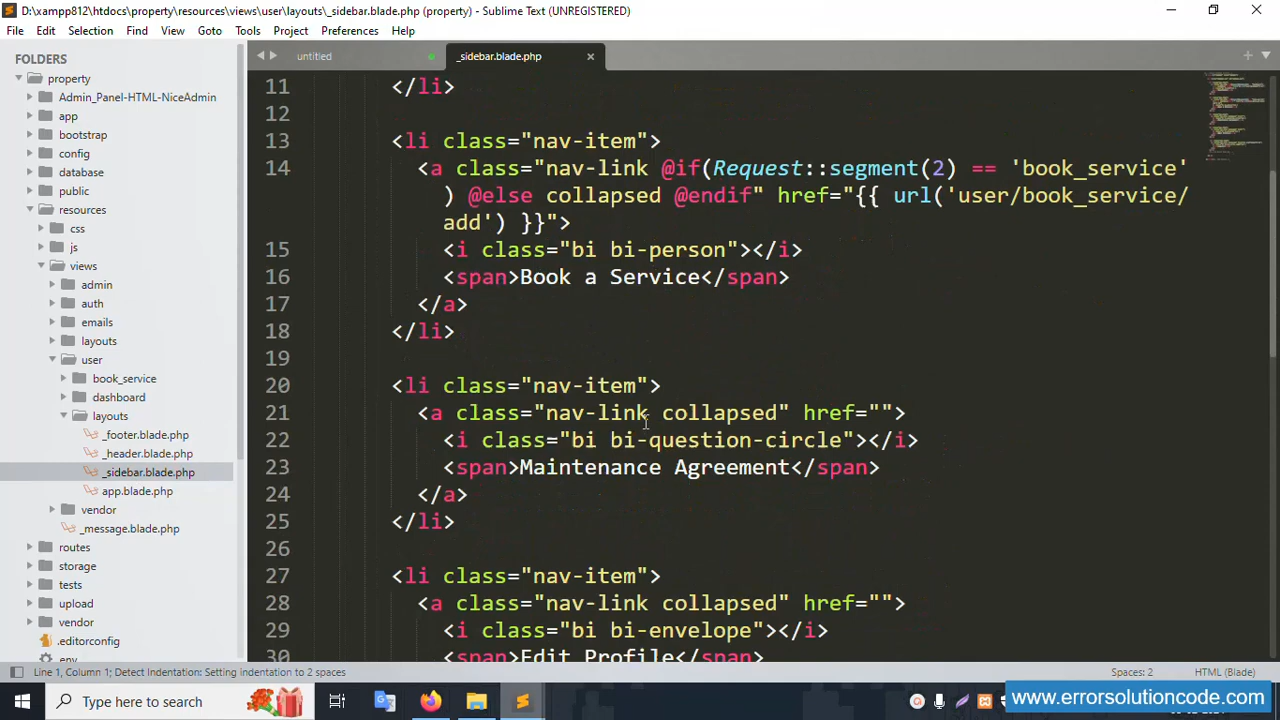 D:\xampp812\htdocs\property\resources\views\user\layouts\_sidebar.blade.php (property) - Sublime Text (UNREGISTERED)
File Edit Selection Find View Goto Tools Project Preferences Help
FOLDERS
property
Admin_Panel-HTML-NiceAdmin
app
bootstrap
config
database
public
resources
css
js
views
admin
auth
emails
layouts
user
book_service
dashboard
layouts
_footer.blade.php
_header.blade.php
_sidebar.blade.php
app.blade.php
vendor
_message.blade.php
routes
storage
tests
upload
vendor
.editorconfig
.env
untitled
_sidebar.blade.php
11 </li>
12
13 <li class="nav-item">
14 <a class="nav-link @if(Request::segment(2) == 'book_service'
) @else collapsed @endif" href="{{ url('user/book_service/
add') }}">
15 <i class="bi bi-person"></i>
16 <span>Book a Service</span>
17 </a>
18 </li>
19
20 <li class="nav-item">
21 <a class="nav-link collapsed" href="">
22 <i class="bi bi-question-circle"></i>
23 <span>Maintenance Agreement</span>
24 </a>
25 </li>
26
27 <li class="nav-item">
28 <a class="nav-link collapsed" href="">
29 <i class="bi bi-envelope"></i>
30 <span>Edit Profile</span>
Line 1, Column 1; Detect Indentation: Setting indentation to 2 spaces
Spaces: 2
HTML (Blade)
Type here to search
www.errorsolutioncode.com